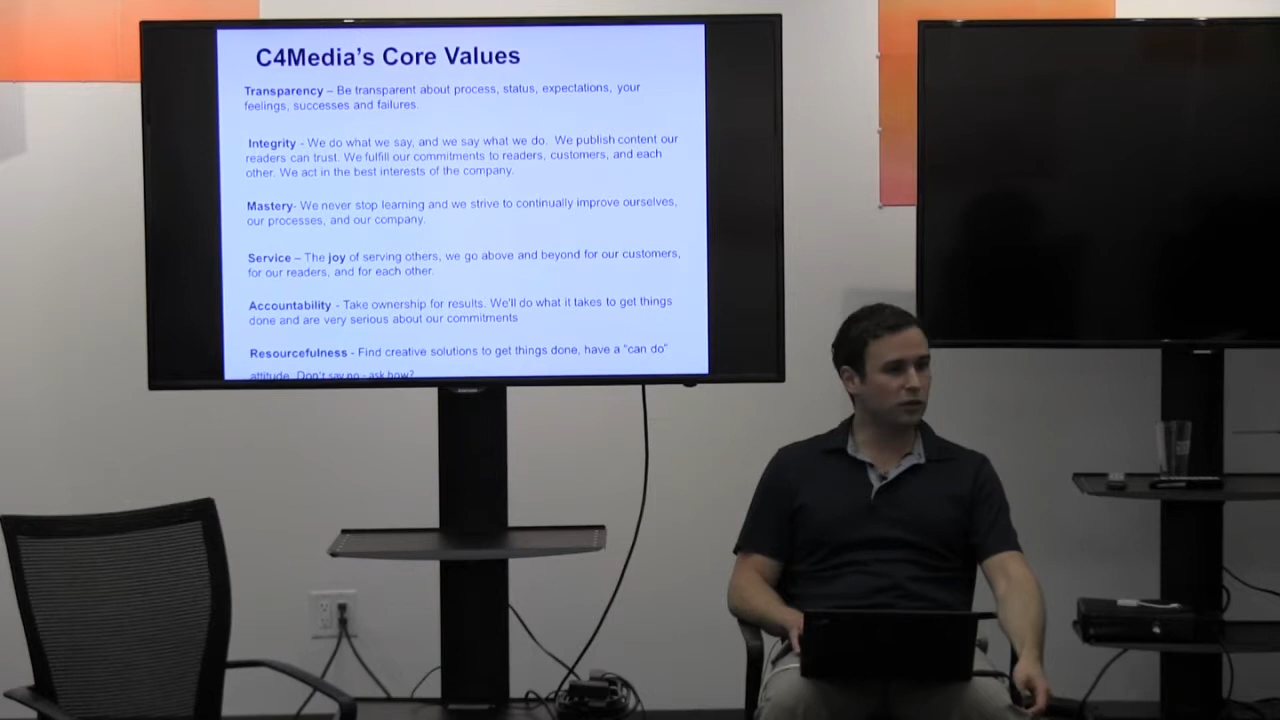 C4Media's Core Values
Transparency – Be transparent about process, status, expectations, your
feelings, successes and failures.
Integrity - We do what we say, and we say what we do. We publish content our
readers can trust. We fulfill our commitments to readers, customers, and each
other. We act in the best interests of the company.
Mastery- We never stop learning and we strive to continually improve ourselves,
our processes, and our company.
Service – The joy of serving others, we go above and beyond for our customers,
for our readers, and for each other.
Accountability - Take ownership for results. We'll do what it takes to get things
done and are very serious about our commitments
Resourcefulness - Find creative solutions to get things done, have a "can do"
attitude. Don't say no - ask how?